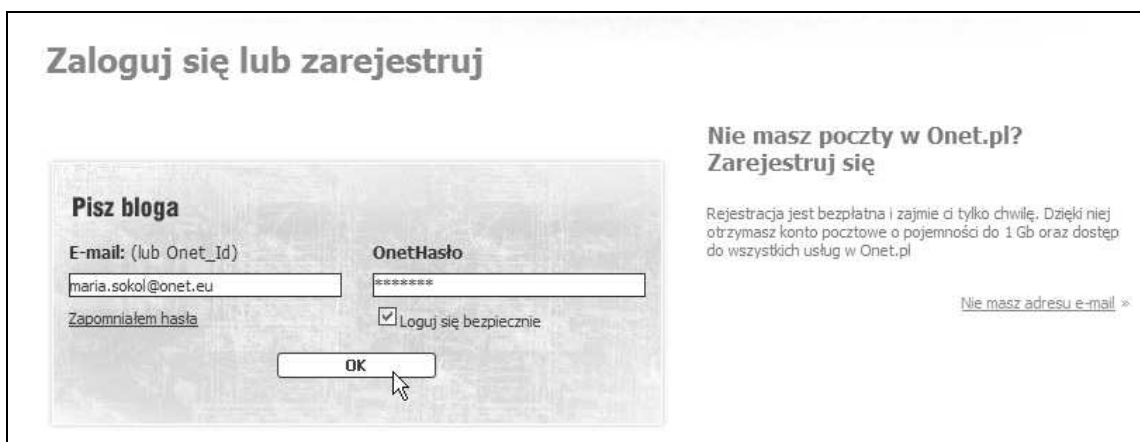 Zaloguj się lub zarejestruj
Pisz bloga
E-mail: (lub Onet_Id)
OnetHasło
maria.sokol@onet.eu
*******
Zapomniałem hasła
Loguj się bezpiecznie
OK
Nie masz poczty w Onet.pl?
Zarejestruj się
Rejestracja jest bezpłatna i zajmie ci tylko chwilę. Dzięki niej
otrzymasz konto pocztowe o pojemności do 1 Gb oraz dostęp
do wszystkich usług w Onet.pl
Nie masz adresu e-mail »